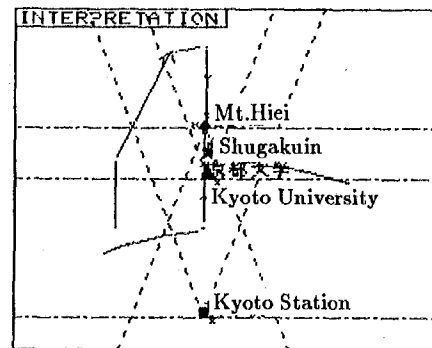 INTERPRETATION
Mt.Hiei
Shugakuin
京都大学
Kyoto University
Kyoto Station